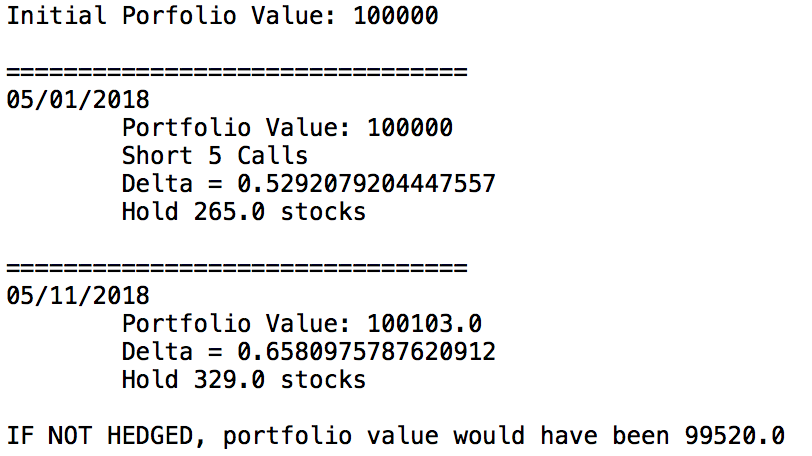 Initial Porfolio Value: 100000
================================
05/01/2018
Portfolio Value: 100000
Short 5 Calls
Delta = 0.5292079204447557
Hold 265.0 stocks
================================
05/11/2018
Portfolio Value: 100103.0
Delta = 0.6580975787620912
Hold 329.0 stocks
IF NOT HEDGED, portfolio value would have been 99520.0